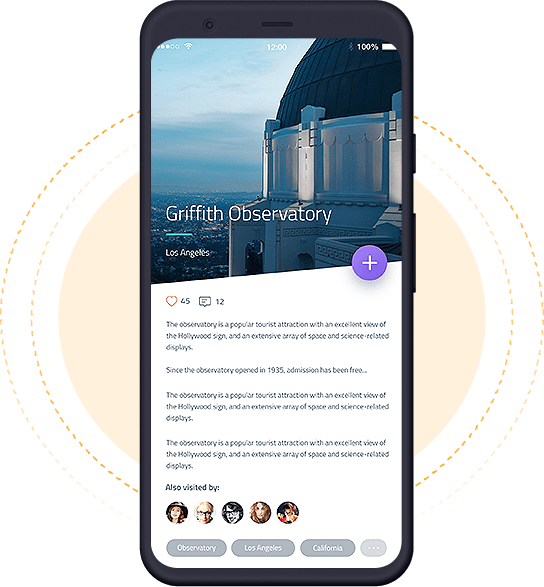 12:00
100%
Griffith Observatory
Los Angeles
45
12
The observatory is a popular tourist attraction with an excellent view of
the Hollywood sign, and an extensive array of space and science-related
displays.
Since the observatory opened in 1935, admission has been free...
The observatory is a popular tourist attraction with an excellent view of
the Hollywood sign, and an extensive array of space and science-related
displays.
The observatory is a popular tourist attraction with an excellent view of
the Hollywood sign, and an extensive array of space and science-related
displays.
Also visited by:
Observatory
Los Angeles
California